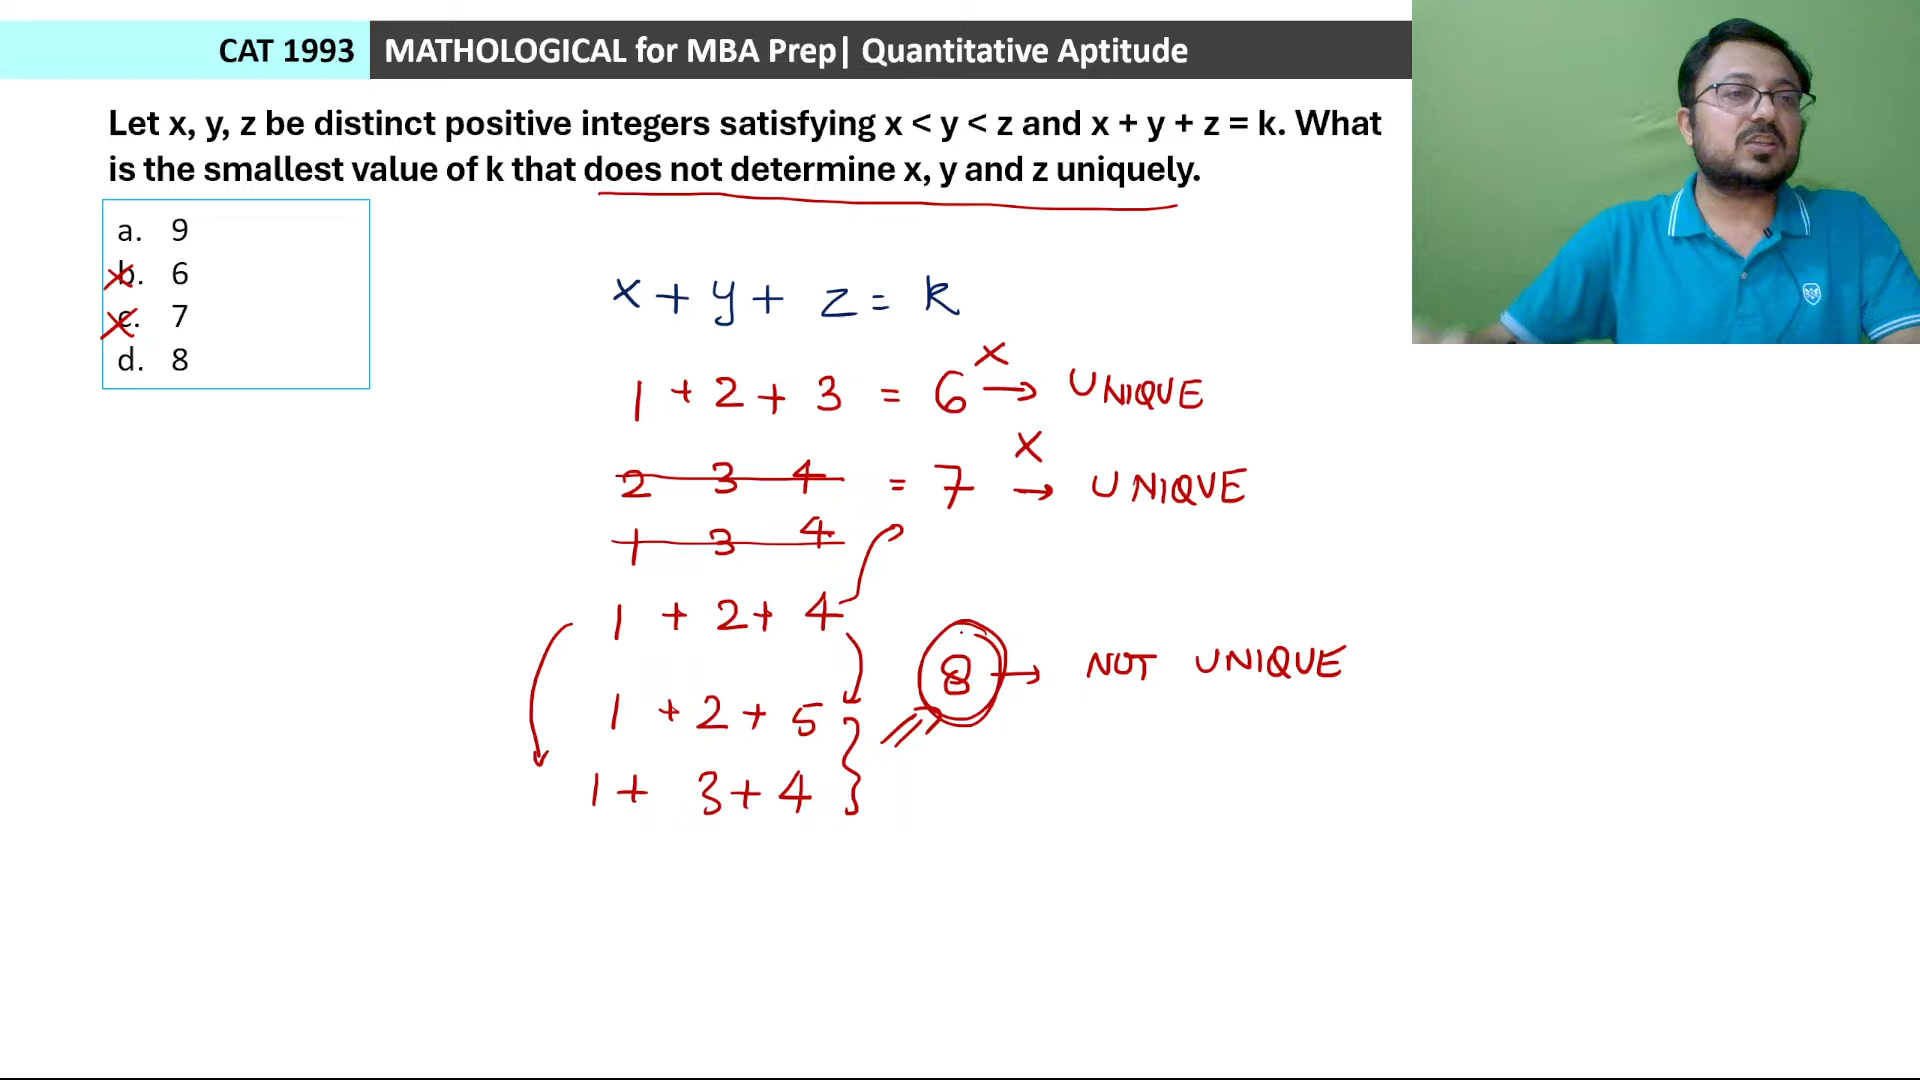 CAT 1993 MATHOLOGICAL for MBA Prep| Quantitative Aptitude
Let x, y, z be distinct positive integers satisfying x < y < z and x + y + z = k. What
is the smallest value of k that does not determine x, y and z uniquely.
a. 9
b. 6
c. 7
d. 8
x + y + z = k
1 + 2 + 3 = 6 → UNIQUE
2 3 4 = 7 → UNIQUE
1 3 4
1 + 2 + 4
8 → NOT UNIQUE
1 + 2 + 5
1 + 3 + 4